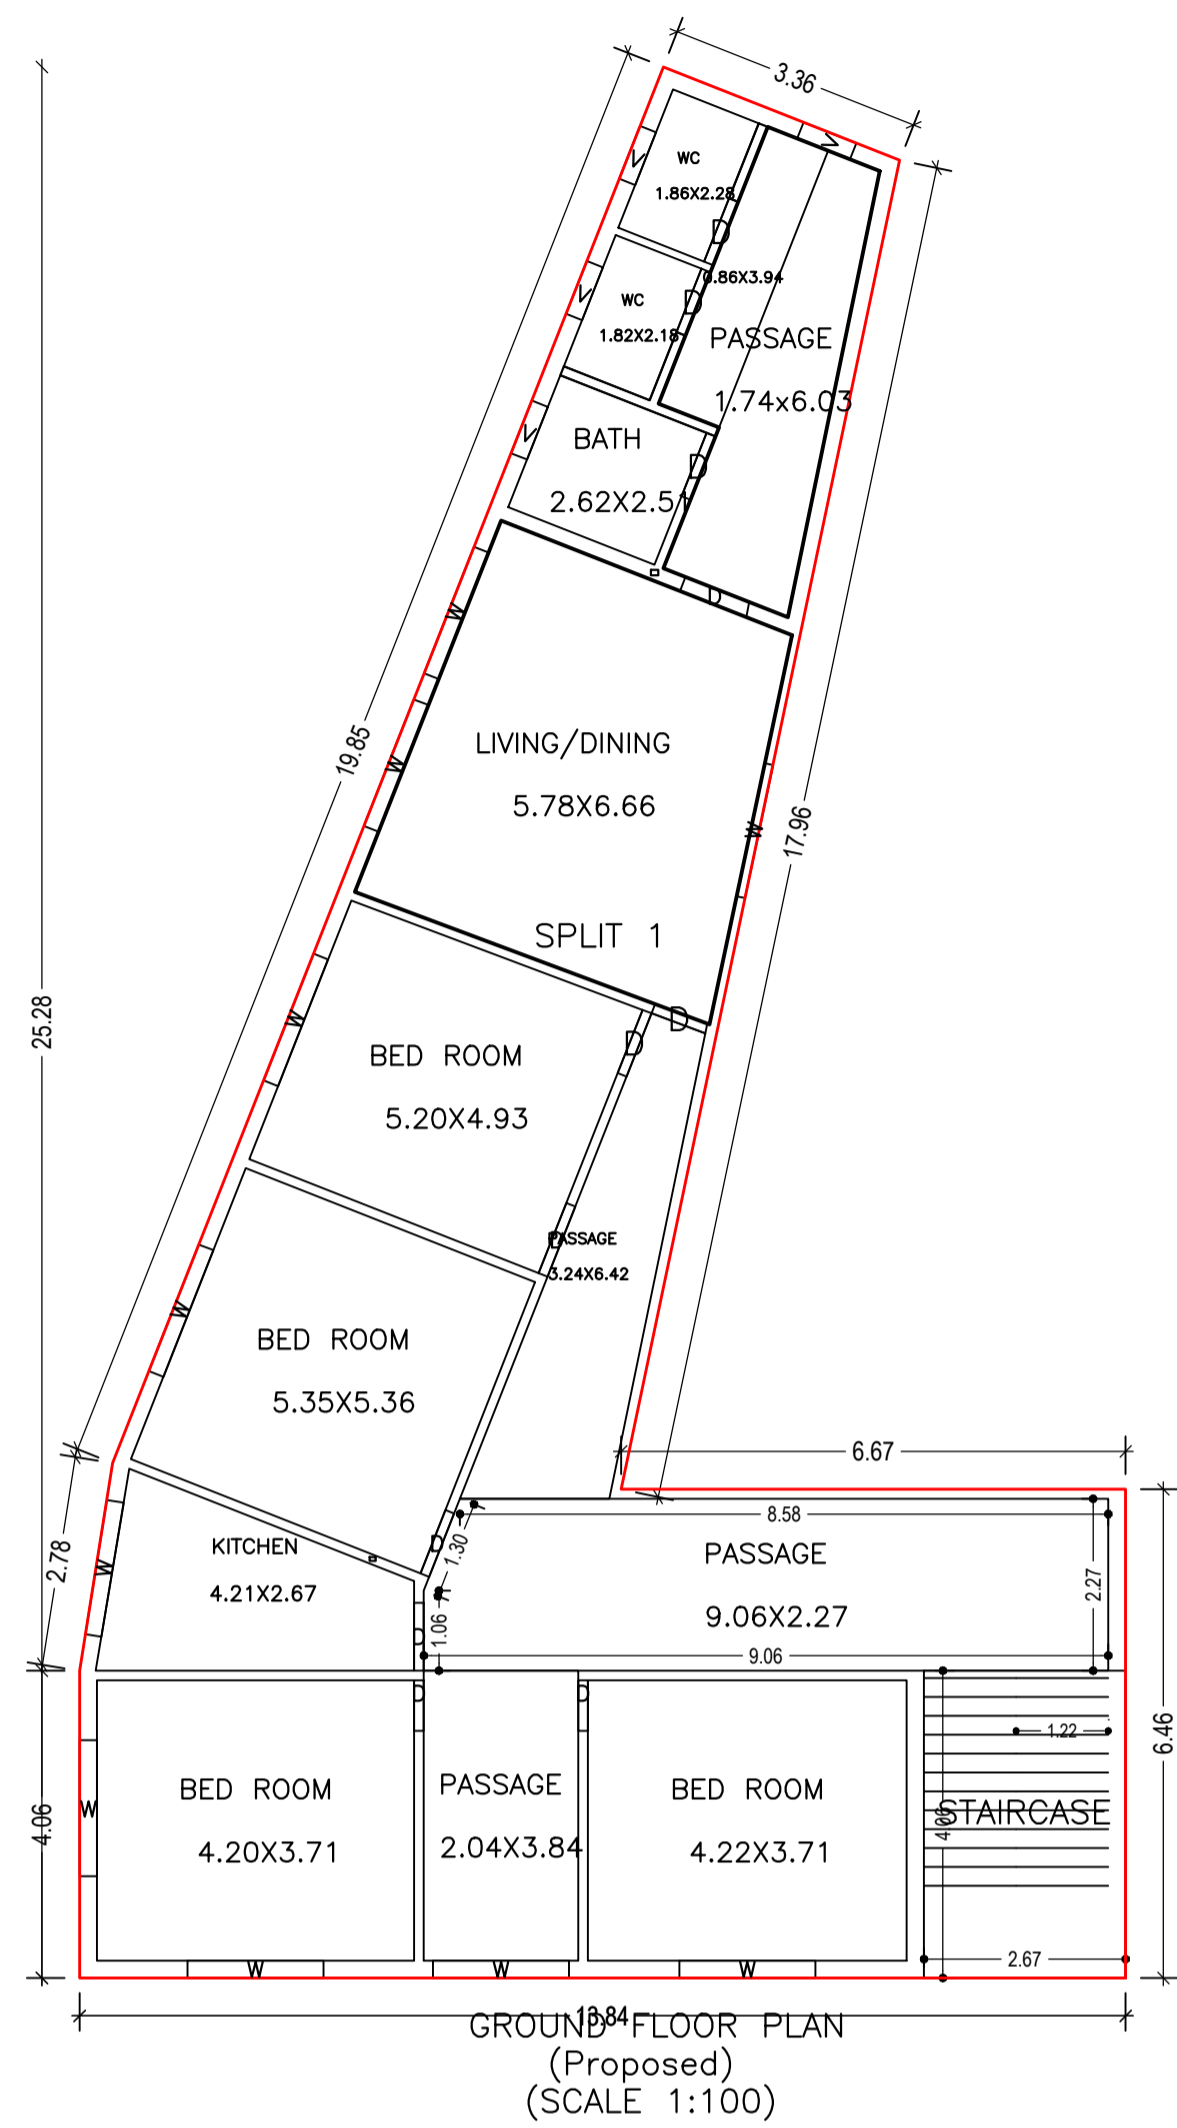 3.36
V
WC
V
1.86X2.28
D
0.86X3.94
V
WC
D
1.82X2.18
PASSAGE
1.74x6.03
V
BATH
D
2.62X2.51
D
W
19.85
LIVING/DINING
5.78X6.66
W
W
17.96
SPLIT 1
25.28
W
D
D
BED ROOM
5.20X4.93
D
PASSAGE
3.24X6.42
W
BED ROOM
5.35X5.36
6.67
8.58
2.78
W
KITCHEN
4.21X2.67
D
1.30
PASSAGE
9.06X2.27
2.27
D
1.06
9.06
D
D
6.46
1.22
BED ROOM
4.20X3.71
PASSAGE
2.04X3.84
BED ROOM
4.22X3.71
STAIRCASE
4.06
4.06
W
W
W
W
2.67
13.84
GROUND FLOOR PLAN
(Proposed)
(SCALE 1:100)